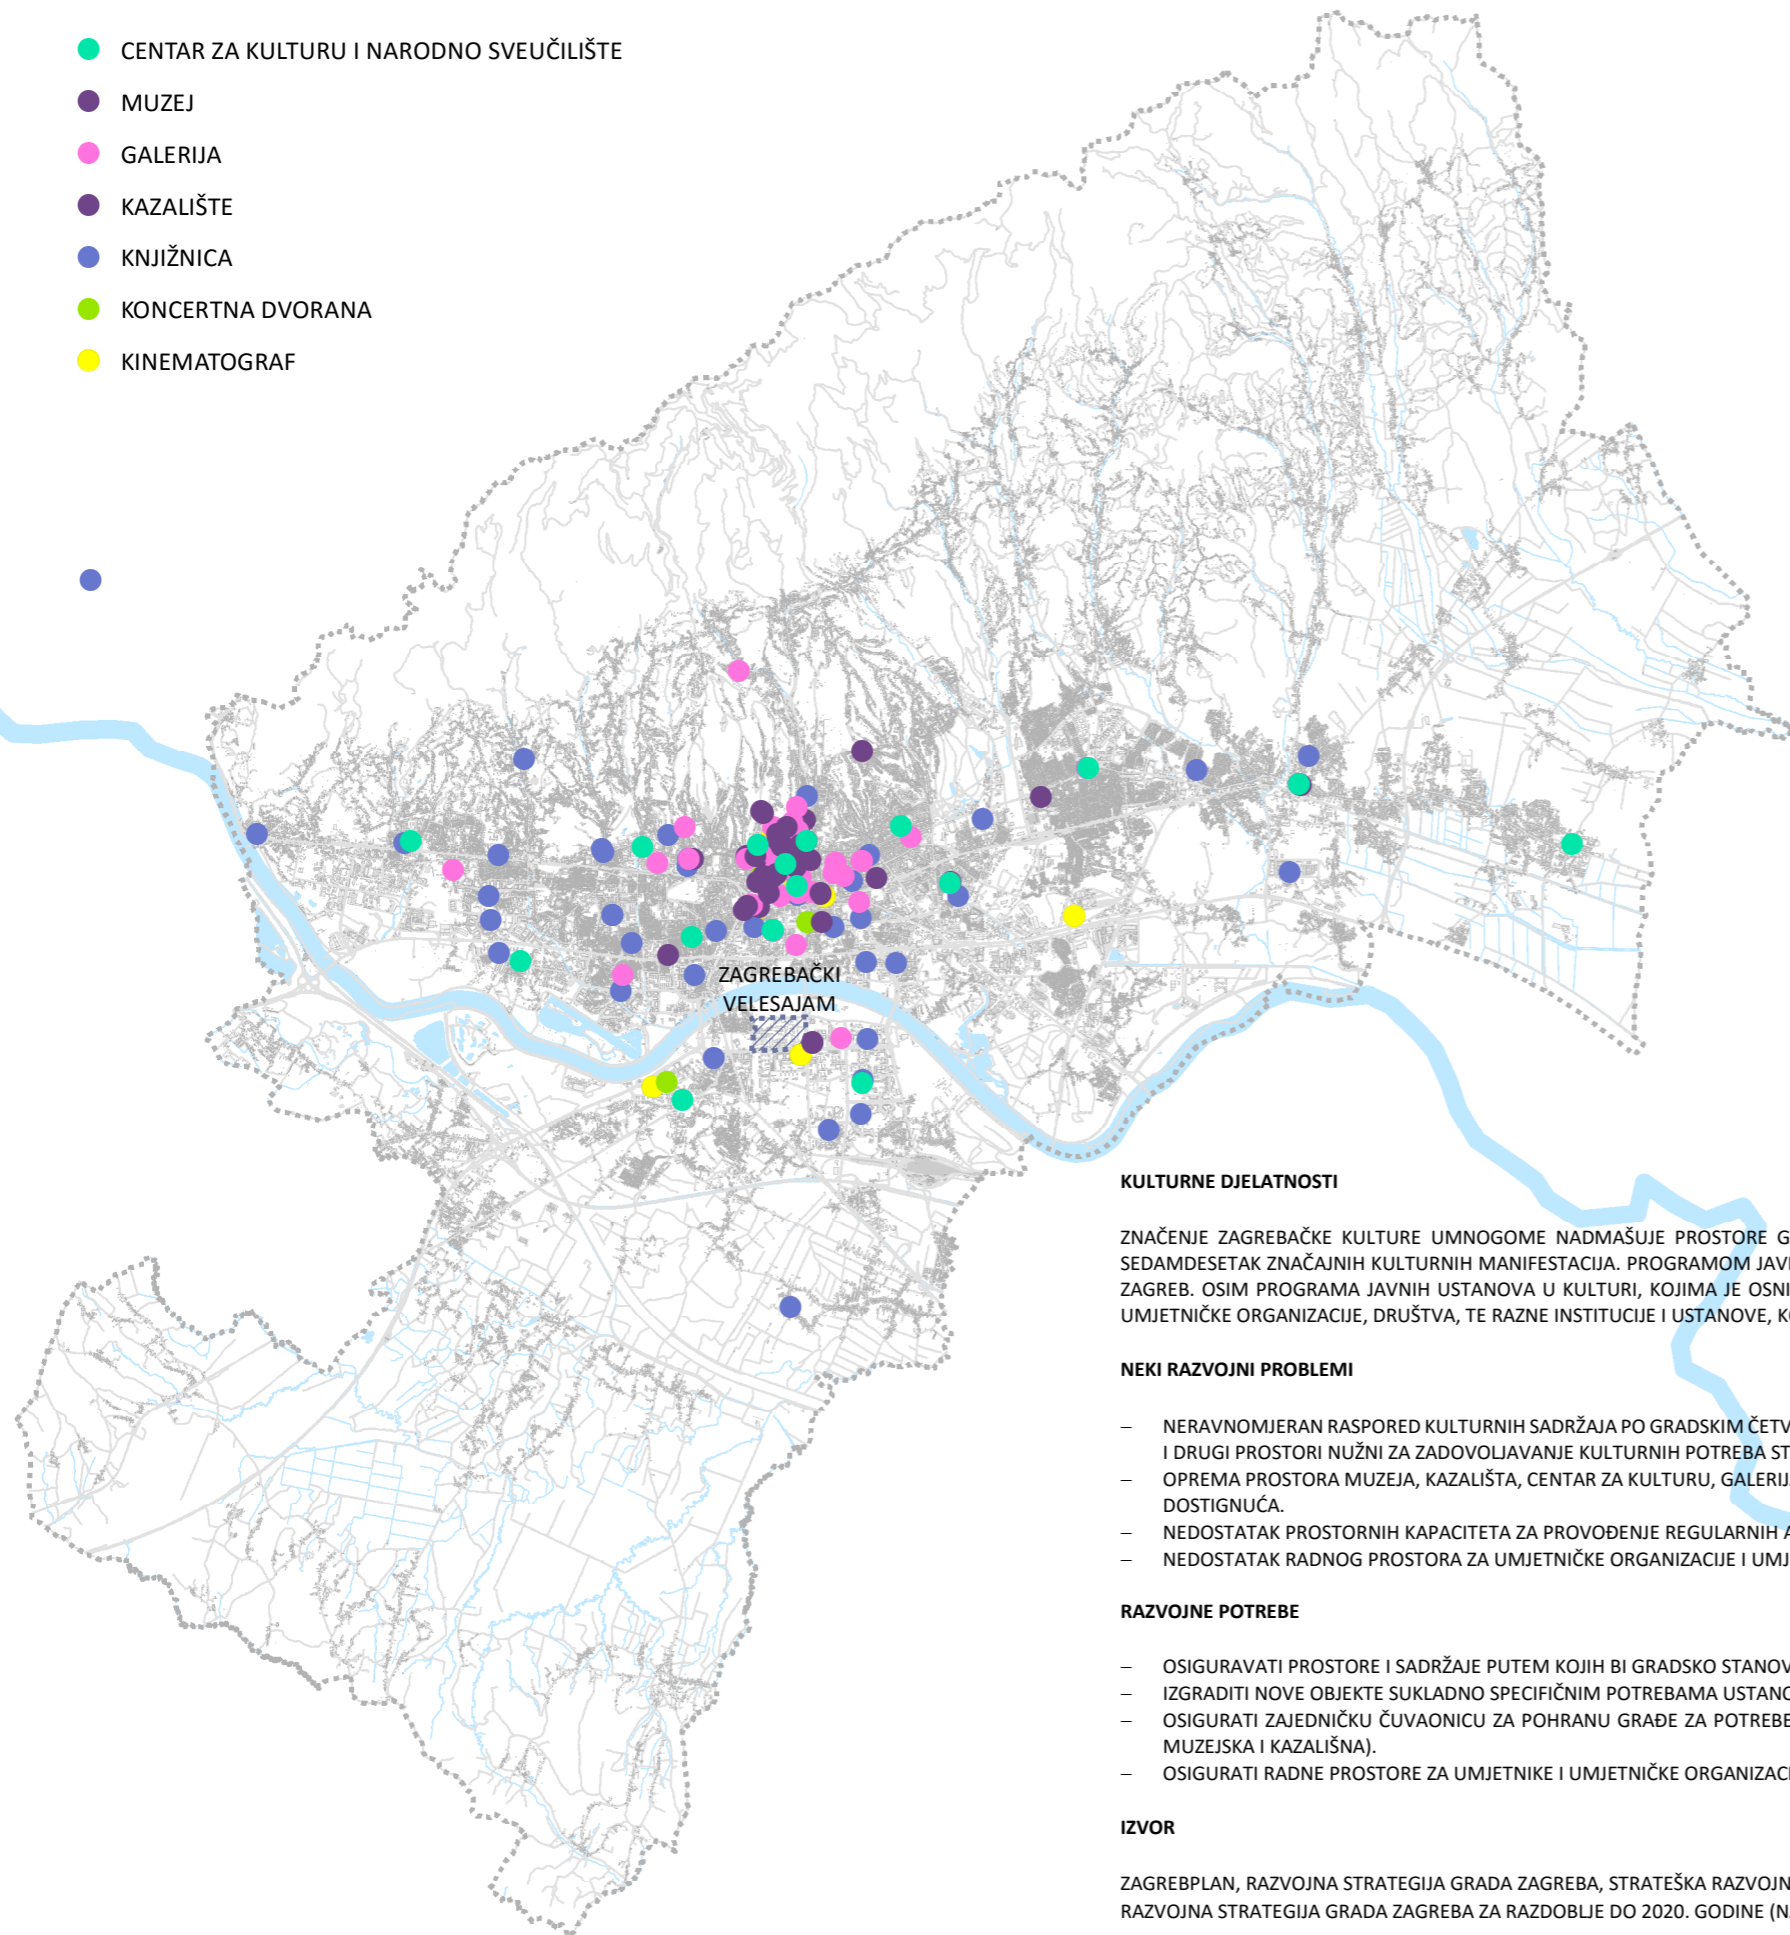 CENTAR ZA KULTURU I NARODNO SVEUČILIŠTE
MUZEJ
GALERIJA
KAZALIŠTE
KNJIŽNICA
KONCERTNA DVORANA
KINEMATOGRAF
ZAGREBAČKI
VELESAJAM
KULTURNE DJELATNOSTI
ZNAČENJE ZAGREBAČKE KULTURE UMNOGOME NADMAŠUJE PROSTORE G
SEDAMDESETAK ZNAČAJNIH KULTURNIH MANIFESTACIJA. PROGRAMOM
ZAGREB. OSIM PROGRAMA JAVNIH USTANOVA U KULTURI, KOJIMA JE
UMJETNIČKE ORGANIZACIJE, DRUŠTVA, TE RAZNE INSTITUCIJE I USTANOVE,
NEKI RAZVOJNI PROBLEMI
– NERAVNOMJERAN RASPORED KULTURNIH SADRŽAJA PO GRADSKIM
I DRUGI PROSTORI NUŽNI ZA ZADOVOLJAVANJE KULTURNIH POTREBA
– OPREMA PROSTORA MUZEJA, KAZALIŠTA, CENTAR ZA KULTURU,
DOSTIGNUĆA.
– NEDOSTATAK PROSTORNIH KAPACITETA ZA PROVOĐENJE REGULARNIH
– NEDOSTATAK RADNOG PROSTORA ZA UMJETNIČKE ORGANIZACIJE I
RAZVOJNE POTREBE
– OSIGURAVATI PROSTORE I SADRŽAJE PUTEM KOJIH BI GRADSKO
– IZGRADITI NOVE OBJEKTE SUKLADNO SPECIFIČNIM POTREBAMA
– OSIGURATI ZAJEDNIČKU ČUVAONICU ZA POHRANU GRAĐE ZA POTREBE
MUZEJSKA I KAZALIŠNA).
– OSIGURATI RADNE PROSTORE ZA UMJETNIKE I UMJETNIČKE
IZVOR
ZAGREBPLAN, RAZVOJNA STRATEGIJA GRADA ZAGREBA, STRATEŠKA
RAZVOJNA STRATEGIJA GRADA ZAGREBA ZA RAZDOBLJE DO 2020. GODINE